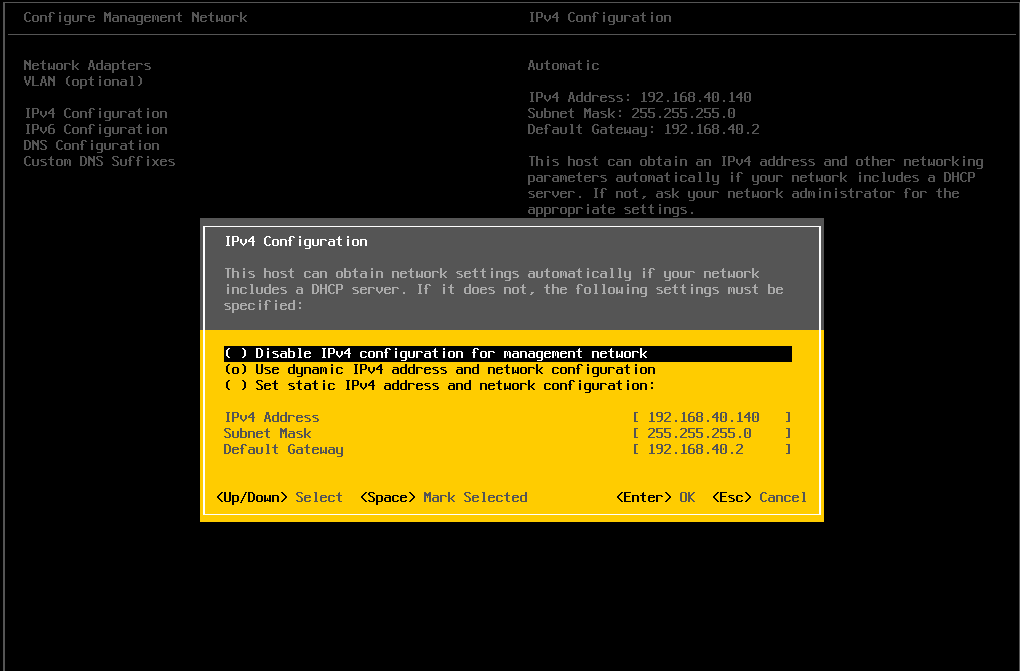 Configure Management Network
IPv4 Configuration
Network Adapters
VLAN (optional)
IPv4 Configuration
IPv6 Configuration
DNS Configuration
Custom DNS Suffixes
Automatic
IPv4 Address: 192.168.40.140
Subnet Mask: 255.255.255.0
Default Gateway: 192.168.40.2
This host can obtain an IPv4 address and other networking
parameters automatically if your network includes a DHCP
server. If not, ask your network administrator for the
appropriate settings.
IPv4 Configuration
This host can obtain network settings automatically if your network
includes a DHCP server. If it does not, the following settings must be
specified:
( ) Disable IPv4 configuration for management network
(o) Use dynamic IPv4 address and network configuration
( ) Set static IPv4 address and network configuration:
IPv4 Address [ 192.168.40.140 ]
Subnet Mask [ 255.255.255.0 ]
Default Gateway [ 192.168.40.2 ]
<Up/Down> Select <Space> Mark Selected <Enter> OK <Esc> Cancel